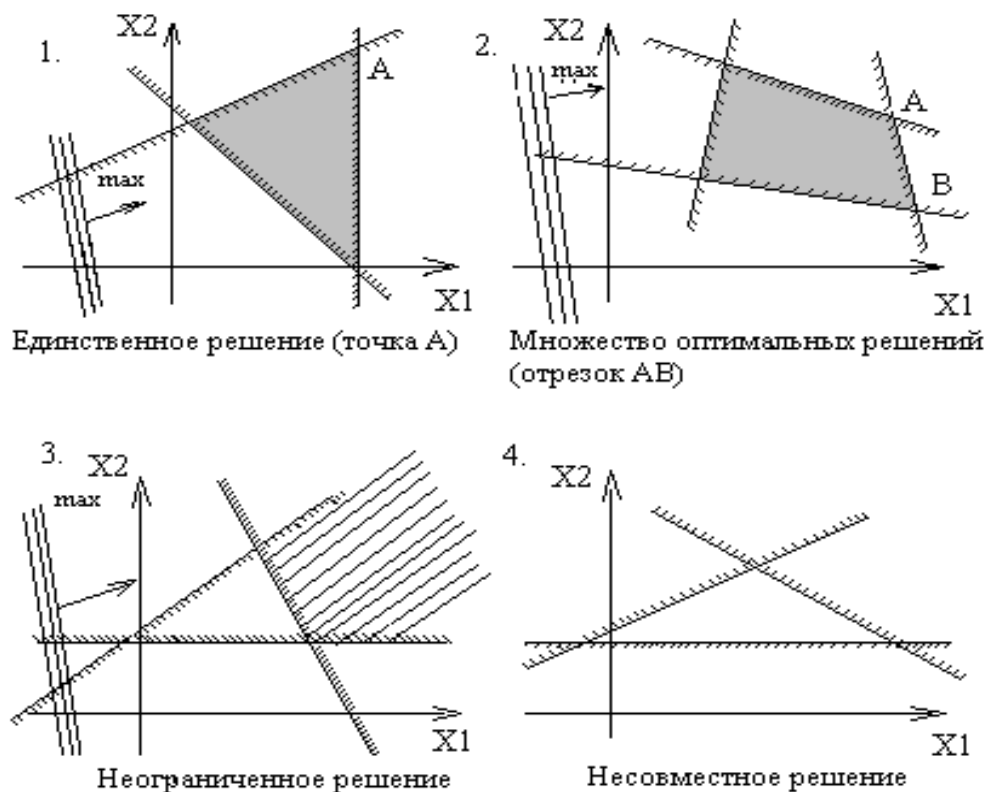 1.
X2
A
max
X1
Единственное решение (точка А)
2.
X2
max
A
B
X1
Множество оптимальных решений
(отрезок АВ)
3.
X2
max
X1
Неограниченное решение
4.
X2
X1
Несовместное решение